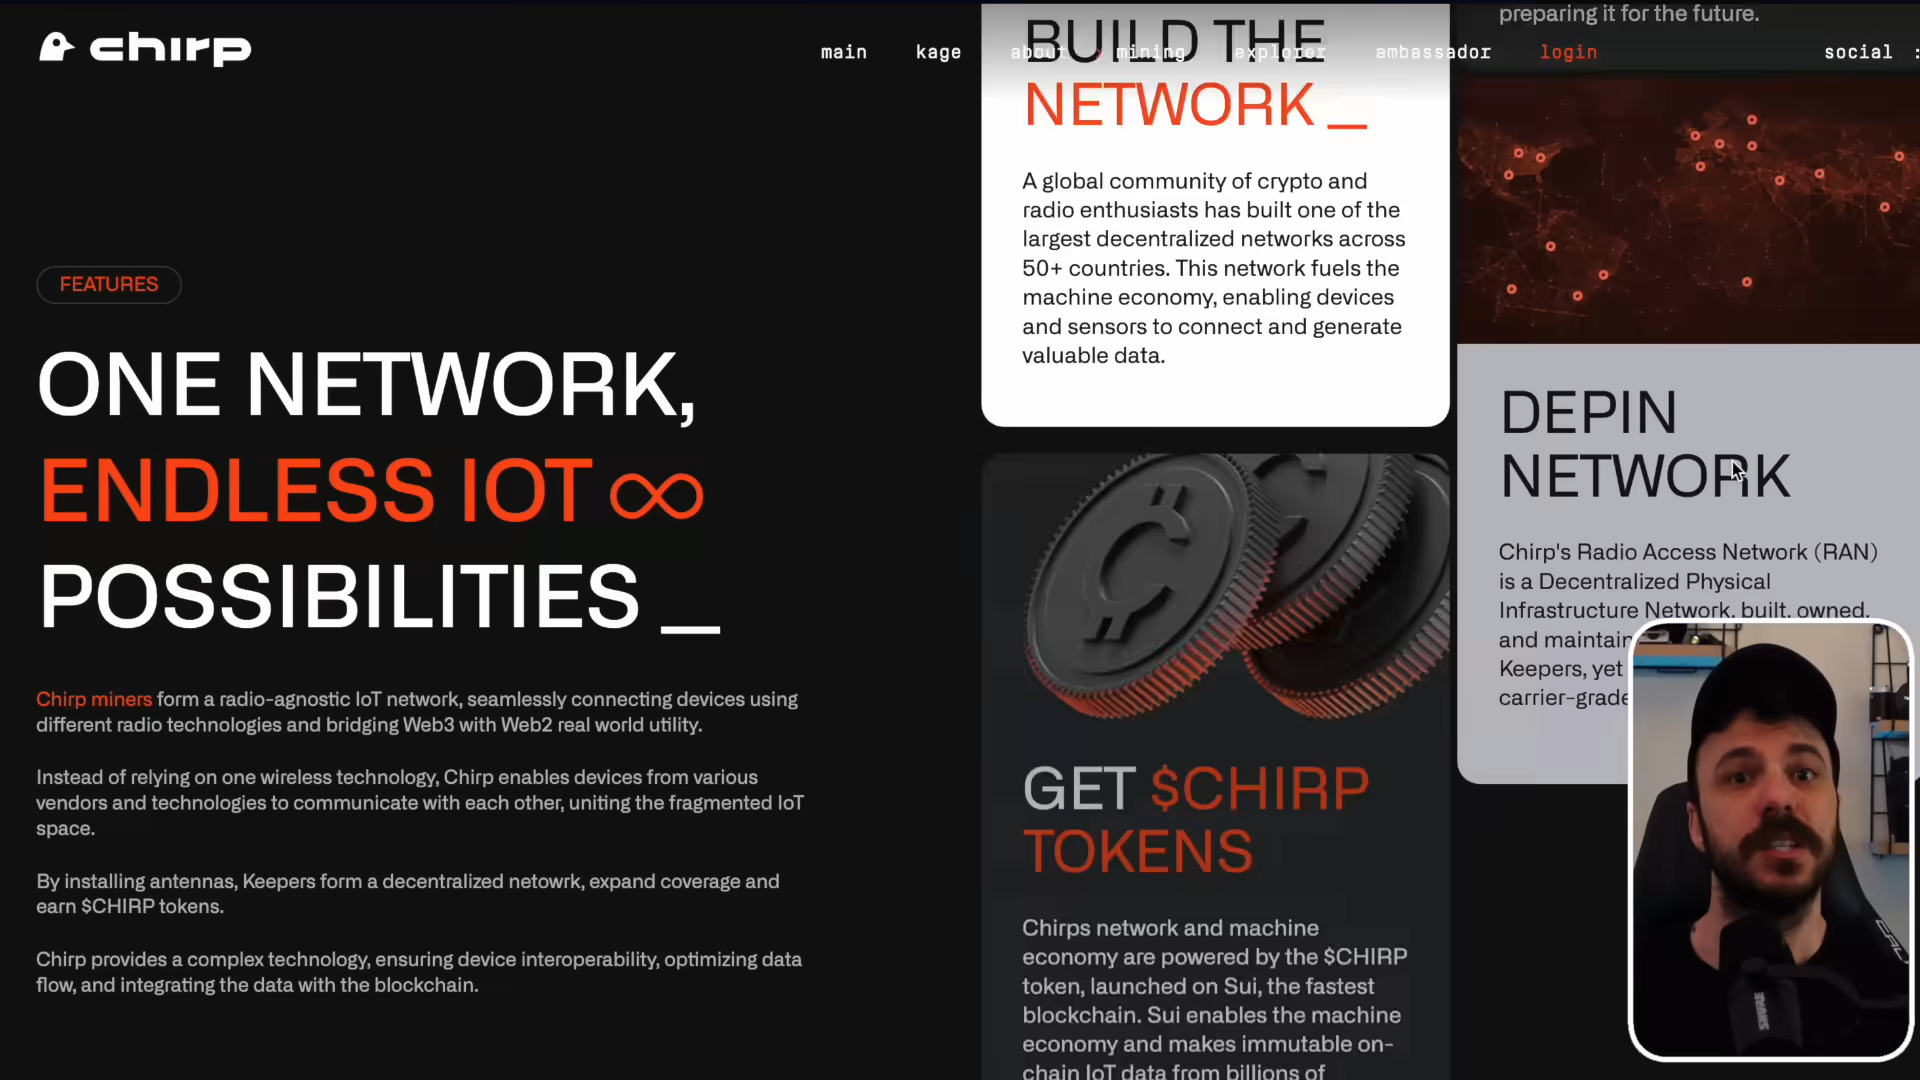 chirp
main kage about mining explorer ambassador login social :
FEATURES
ONE NETWORK,
ENDLESS IOT ∞
POSSIBILITIES _
Chirp miners form a radio-agnostic IoT network, seamlessly connecting devices using
different radio technologies and bridging Web3 with Web2 real world utility.
Instead of relying on one wireless technology, Chirp enables devices from various
vendors and technologies to communicate with each other, uniting the fragmented IoT
space.
By installing antennas, Keepers form a decentralized netowrk, expand coverage and
earn $CHIRP tokens.
Chirp provides a complex technology, ensuring device interoperability, optimizing data
flow, and integrating the data with the blockchain.
BUILD THE
NETWORK _
A global community of crypto and
radio enthusiasts has built one of the
largest decentralized networks across
50+ countries. This network fuels the
machine economy, enabling devices
and sensors to connect and generate
valuable data.
GET $CHIRP
TOKENS
Chirps network and machine
economy are powered by the $CHIRP
token, launched on Sui, the fastest
blockchain. Sui enables the machine
economy and makes immutable on-
chain IoT data from billions of
preparing it for the future.
DEPIN
NETWORK
Chirp's Radio Access Network (RAN)
is a Decentralized Physical
Infrastructure Network, built, owned,
and maintain
Keepers, yet
carrier-grade
SHURE